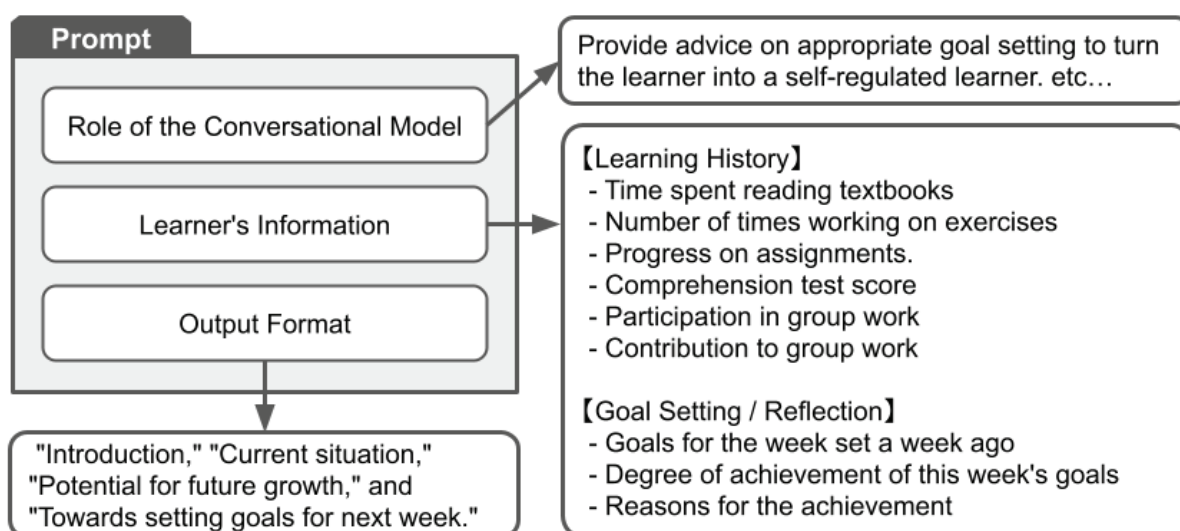 Prompt
Role of the Conversational Model
Learner's Information
Output Format
Provide advice on appropriate goal setting to turn
the learner into a self-regulated learner. etc…
【Learning History】
- Time spent reading textbooks
- Number of times working on exercises
- Progress on assignments.
- Comprehension test score
- Participation in group work
- Contribution to group work
【Goal Setting / Reflection】
- Goals for the week set a week ago
- Degree of achievement of this week's goals
- Reasons for the achievement
"Introduction," "Current situation,"
"Potential for future growth," and
"Towards setting goals for next week."